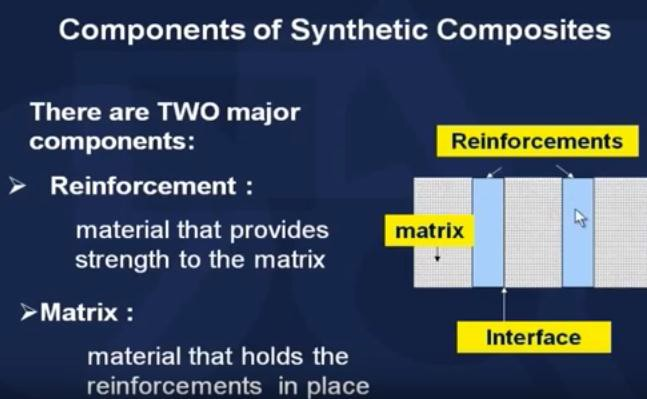 Components of Synthetic Composites
There are TWO major
components:
➢ Reinforcement :
material that provides
strength to the matrix
➢Matrix :
material that holds the
reinforcements in place
Reinforcements
matrix
Interface